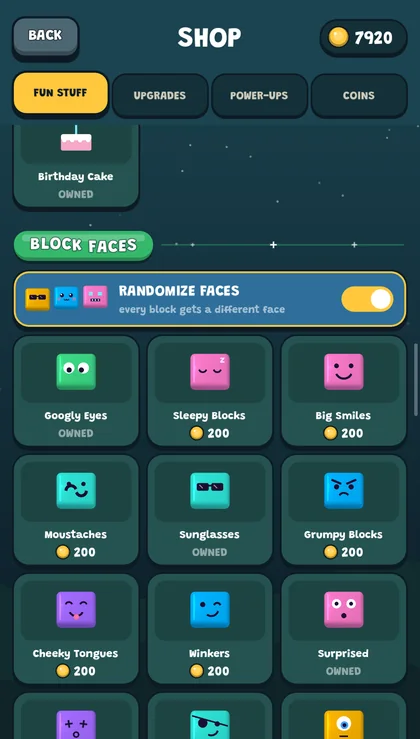 BACK
SHOP
7920
FUN STUFF
UPGRADES
POWER-UPS
COINS
Birthday Cake
OWNED
BLOCK FACES
RANDOMIZE FACES
every block gets a different face
z
Googly Eyes
OWNED
Sleepy Blocks
200
Big Smiles
200
Moustaches
200
Sunglasses
OWNED
Grumpy Blocks
200
Cheeky Tongues
200
Winkers
200
Surprised
OWNED